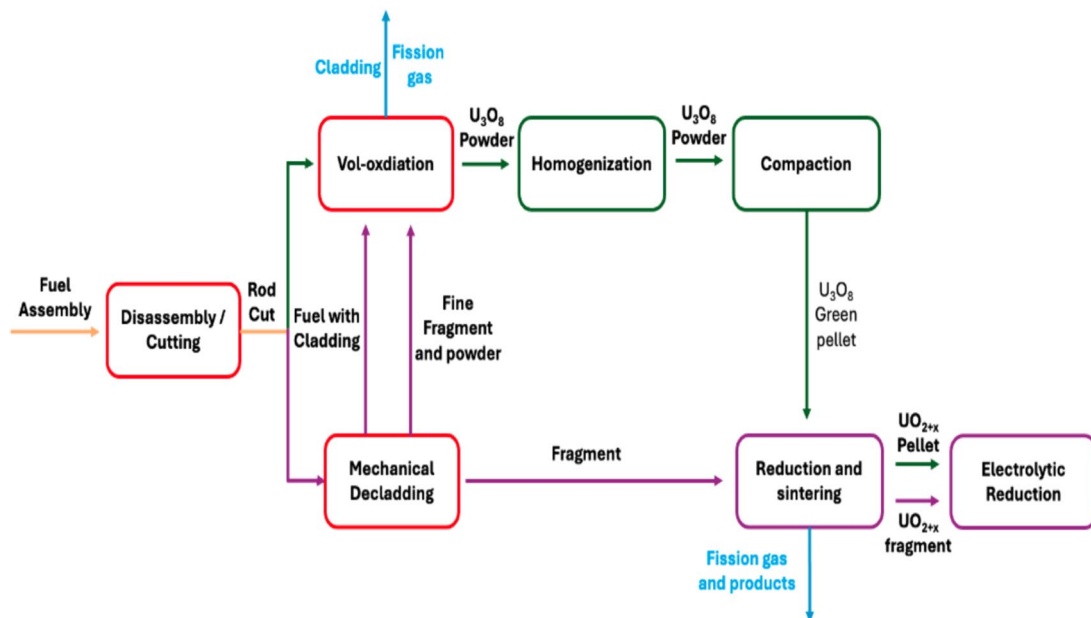 Cladding
Fission
gas
U₃O₈
Powder
U₃O₈
Powder
Vol-oxdiation
Homogenization
Compaction
Fuel
Assembly
Rod
Cut
Disassembly /
Cutting
Fuel with
Cladding
Fine
Fragment
and powder
U₃O₈
Green
pellet
Mechanical
Decladding
Fragment
Reduction and
sintering
UO₂₊ₓ
Pellet
UO₂₊ₓ
fragment
Electrolytic
Reduction
Fission gas
and products